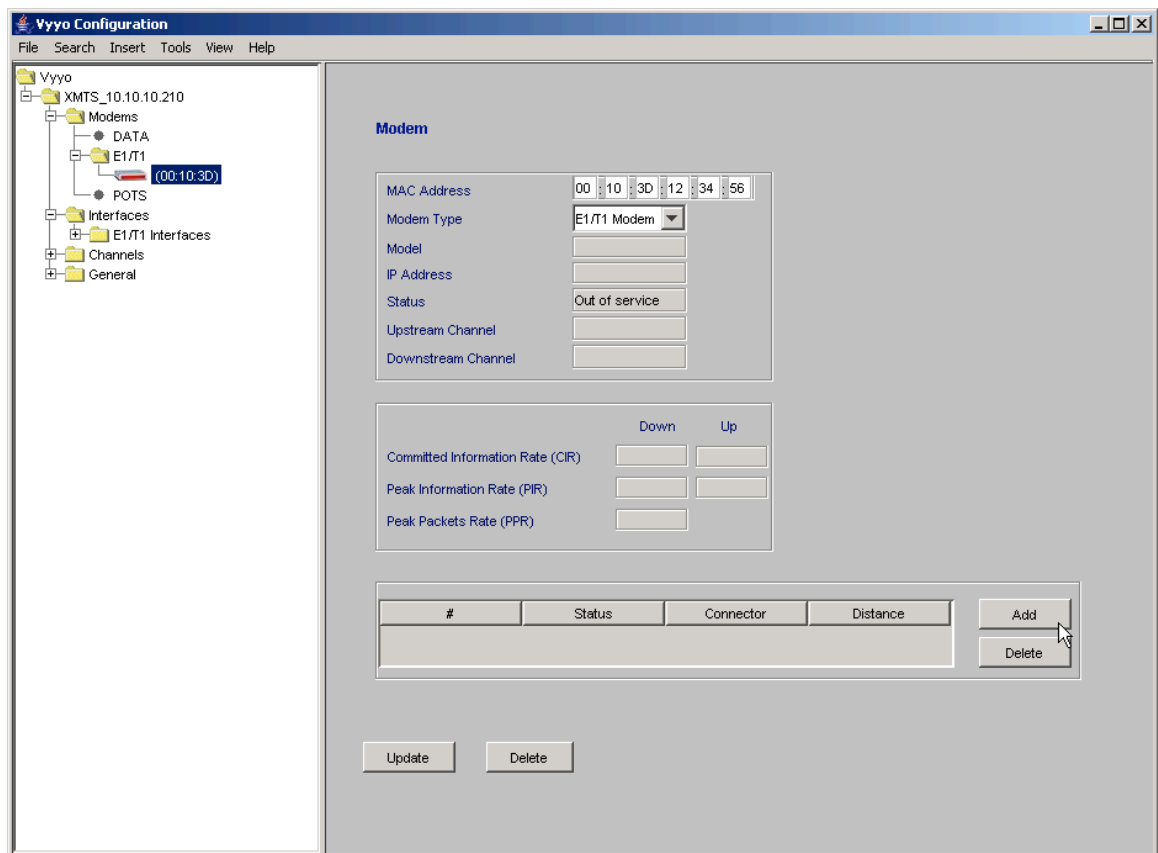 Vyyo Configuration
File Search Insert Tools View Help
Vyyo
XMTS_10.10.10.210
Modems
DATA
E1/T1
(00:10:3D)
POTS
Interfaces
E1/T1 Interfaces
Channels
General
Modem
MAC Address 00 : 10 : 3D : 12 : 34 : 56
Modem Type E1/T1 Modem
Model
IP Address
Status Out of service
Upstream Channel
Downstream Channel
Down Up
Committed Information Rate (CIR)
Peak Information Rate (PIR)
Peak Packets Rate (PPR)
# Status Connector Distance
Add
Delete
Update Delete